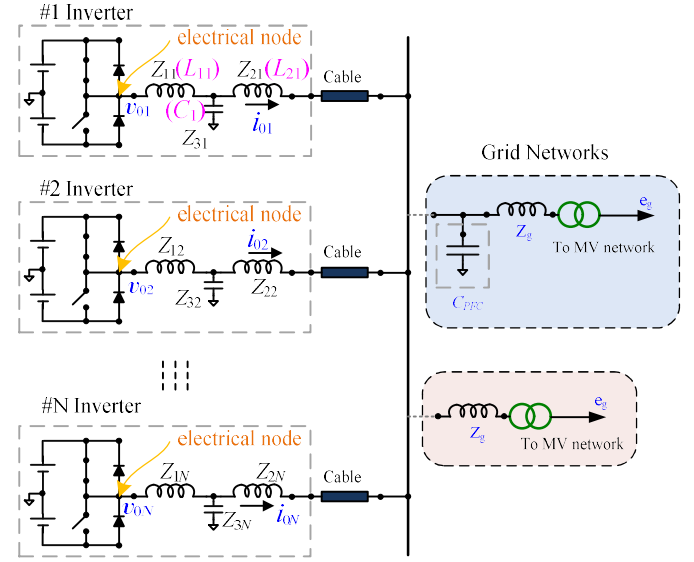 #1 Inverter
electrical node
Z11(L11)
Z21(L21)
Cable
v01
(C1)
i01
Z31
Grid Networks
#2 Inverter
electrical node
i02
Z12
Cable
v02
Z32
Z22
eg
Zg
To MV network
CPFC
#N Inverter
electrical node
Z1N
Z2N
Cable
v0N
Z3N
i0N
eg
Zg
To MV network